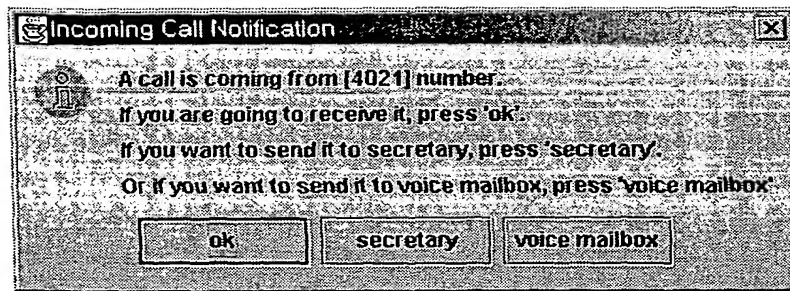 Incoming Call Notification
A call is coming from [4021] number.
If you are going to receive it, press 'ok'.
If you want to send it to secretary, press 'secretary'.
Or if you want to send it to voice mailbox, press 'voice mailbox'
ok secretary voice mailbox